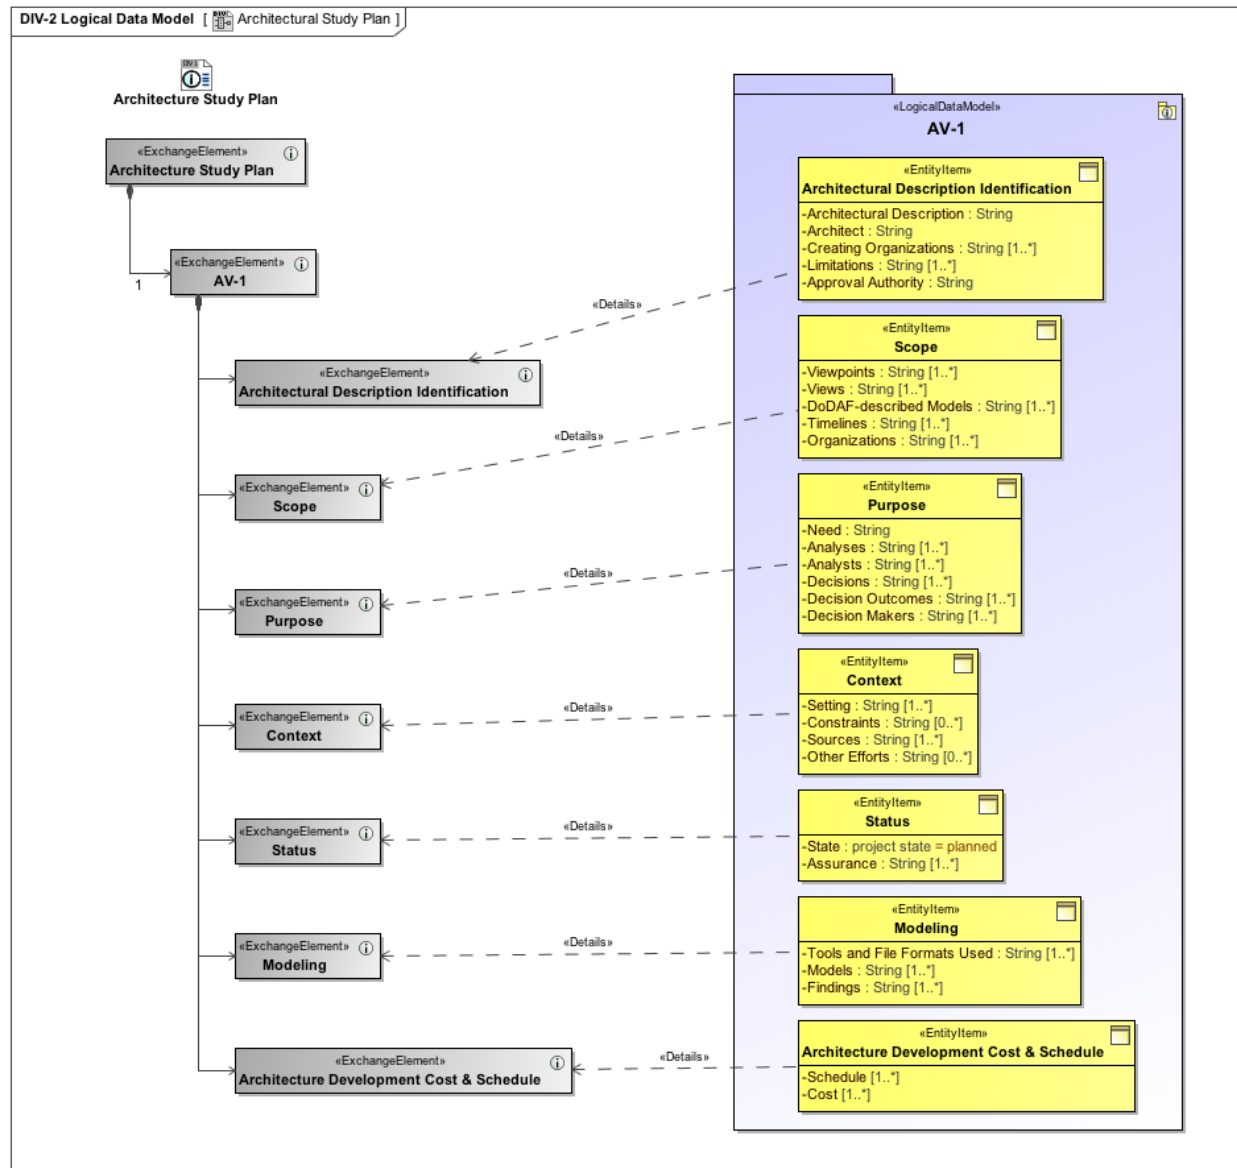 DIV-2 Logical Data Model [ Architectural Study Plan ]
Architecture Study Plan
«ExchangeElement»
Architecture Study Plan
1
«ExchangeElement»
AV-1
«ExchangeElement»
Architectural Description Identification
«ExchangeElement»
Scope
«ExchangeElement»
Purpose
«ExchangeElement»
Context
«ExchangeElement»
Status
«ExchangeElement»
Modeling
«ExchangeElement»
Architecture Development Cost & Schedule
«Details»
«Details»
«Details»
«Details»
«Details»
«Details»
«Details»
«LogicalDataModel»
AV-1
«EntityItem»
Architectural Description Identification
-Architectural Description : String
-Architect : String
-Creating Organizations : String [1..*]
-Limitations : String [1..*]
-Approval Authority : String
«EntityItem»
Scope
-Viewpoints : String [1..*]
-Views : String [1..*]
-DoDAF-described Models : String [1..*]
-Timelines : String [1..*]
-Organizations : String [1..*]
«EntityItem»
Purpose
-Need : String
-Analyses : String [1..*]
-Analysts : String [1..*]
-Decisions : String [1..*]
-Decision Outcomes : String [1..*]
-Decision Makers : String [1..*]
«EntityItem»
Context
-Setting : String [1..*]
-Constraints : String [0..*]
-Sources : String [1..*]
-Other Efforts : String [0..*]
«EntityItem»
Status
-State : project state = planned
-Assurance : String [1..*]
«EntityItem»
Modeling
-Tools and File Formats Used : String [1..*]
-Models : String [1..*]
-Findings : String [1..*]
«EntityItem»
Architecture Development Cost & Schedule
-Schedule [1..*]
-Cost [1..*]